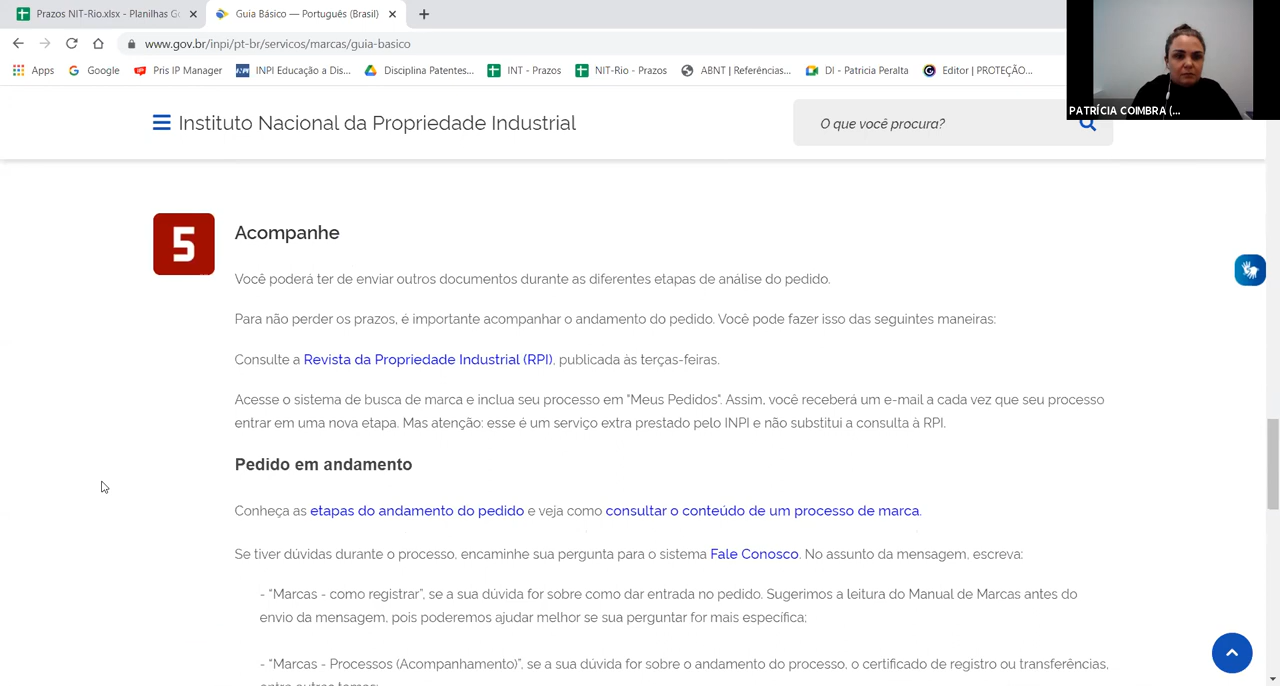 Prazos NIT-Rio.xlsx - Planilhas Go
Guia Básico — Português (Brasil)
www.gov.br/inpi/pt-br/servicos/marcas/guia-basico
Apps
Google
Pris IP Manager
INPI Educação a Dis...
Disciplina Patentes...
INT - Prazos
NIT-Rio - Prazos
ABNT | Referências...
DI - Patricia Peralta
Editor | PROTEÇÃO...
PATRÍCIA COIMBRA (...
Instituto Nacional da Propriedade Industrial
O que você procura?
5
Acompanhe
Você poderá ter de enviar outros documentos durante as diferentes etapas de análise do pedido.
Para não perder os prazos, é importante acompanhar o andamento do pedido. Você pode fazer isso das seguintes maneiras:
Consulte a Revista da Propriedade Industrial (RPI), publicada às terças-feiras.
Acesse o sistema de busca de marca e inclua seu processo em "Meus Pedidos". Assim, você receberá um e-mail a cada vez que seu processo
entrar em uma nova etapa. Mas atenção: esse é um serviço extra prestado pelo INPI e não substitui a consulta à RPI.
Pedido em andamento
Conheça as etapas do andamento do pedido e veja como consultar o conteúdo de um processo de marca.
Se tiver dúvidas durante o processo, encaminhe sua pergunta para o sistema Fale Conosco. No assunto da mensagem, escreva:
- "Marcas - como registrar", se a sua dúvida for sobre como dar entrada no pedido. Sugerimos a leitura do Manual de Marcas antes do
envio da mensagem, pois poderemos ajudar melhor se sua perguntar for mais específica;
- "Marcas - Processos (Acompanhamento)", se a sua dúvida for sobre o andamento do processo, o certificado de registro ou transferências,
entre outros temas;